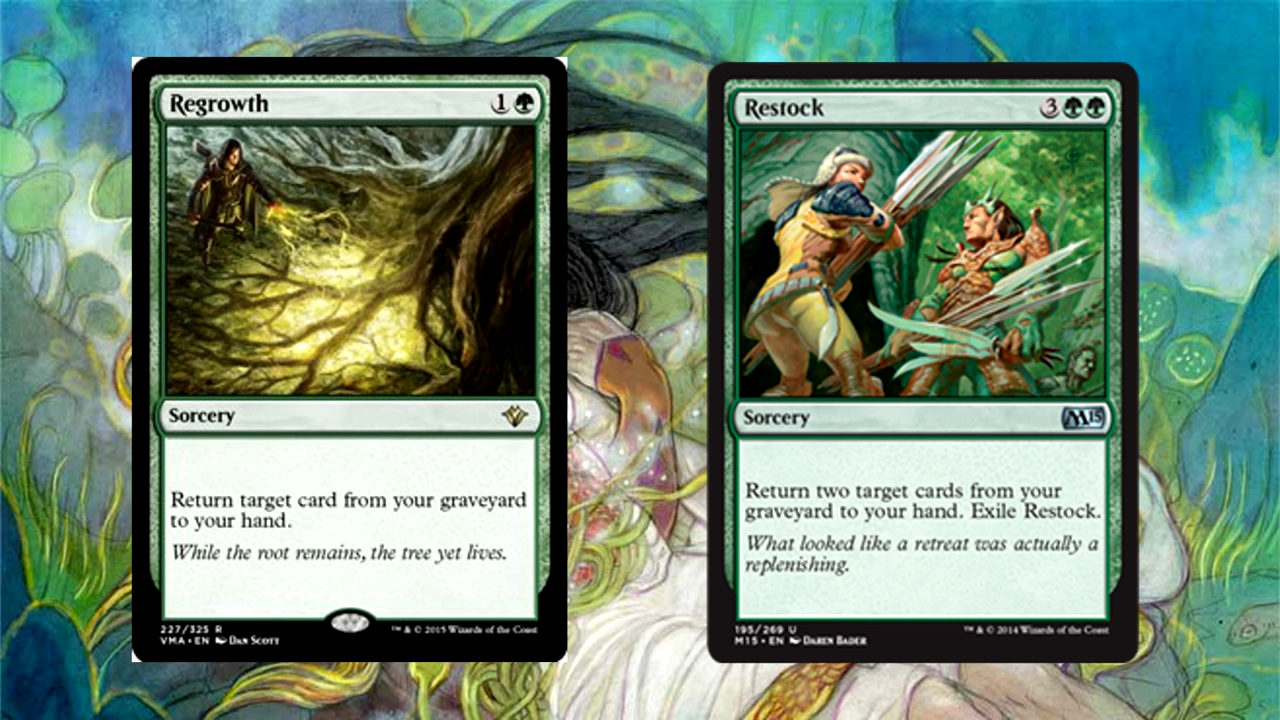 Regrowth 1
Sorcery
Return target card from your graveyard
to your hand.
While the root remains, the tree yet lives.
227/325 R
VMA • EN Dan Scott
™ & © 2015 Wizards of the Coast
Restock 3
Sorcery
M15
Return two target cards from your
graveyard to your hand. Exile Restock.
What looked like a retreat was actually a
replenishing.
195/269 U
M15 • EN Daren Bader
™ & © 2014 Wizards of the Coast